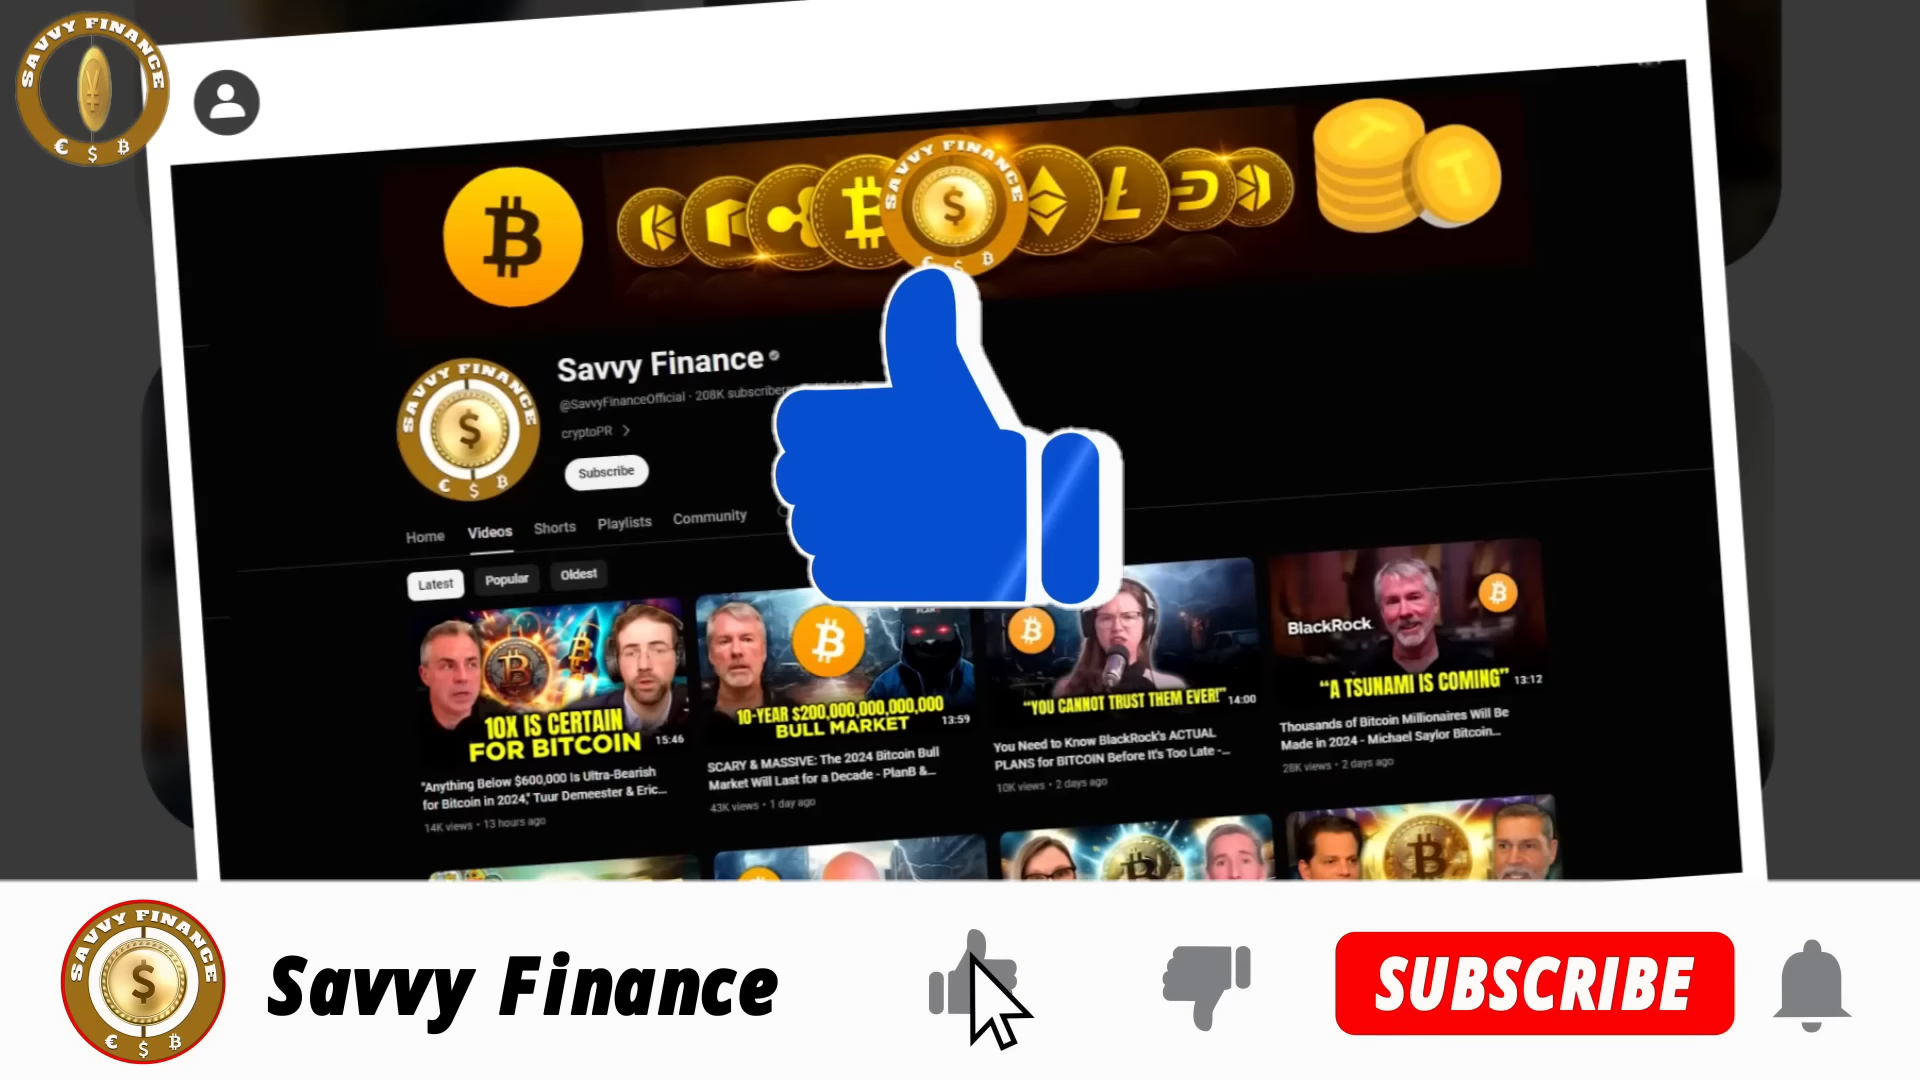 SAVVY FINANCE
€ $ ₿
SAVVY FINANCE
$
Savvy Finance
@SavvyFinanceOfficial · 208K subscribers
cryptoPR >
Subscribe
SAVVY FINANCE
$
€ $ ₿
Home Videos Shorts Playlists Community
Latest Popular Oldest
10X IS CERTAIN
FOR BITCOIN
15:46
"Anything Below $600,000 Is Ultra-Bearish
for Bitcoin in 2024," Tuur Demeester & Eric...
14K views • 13 hours ago
10-YEAR $200,000,000,000,000
BULL MARKET
13:59
SCARY & MASSIVE: The 2024 Bitcoin Bull
Market Will Last for a Decade - PlanB &...
43K views • 1 day ago
"YOU CANNOT TRUST THEM EVER!"
14:00
You Need to Know BlackRock's ACTUAL
PLANS for BITCOIN Before It's Too Late -...
10K views • 2 days ago
BlackRock
"A TSUNAMI IS COMING"
13:12
Thousands of Bitcoin Millionaires Will Be
Made in 2024 - Michael Saylor Bitcoin...
28K views • 2 days ago
SAVVY FINANCE
$
€ $ ₿
Savvy Finance
SUBSCRIBE